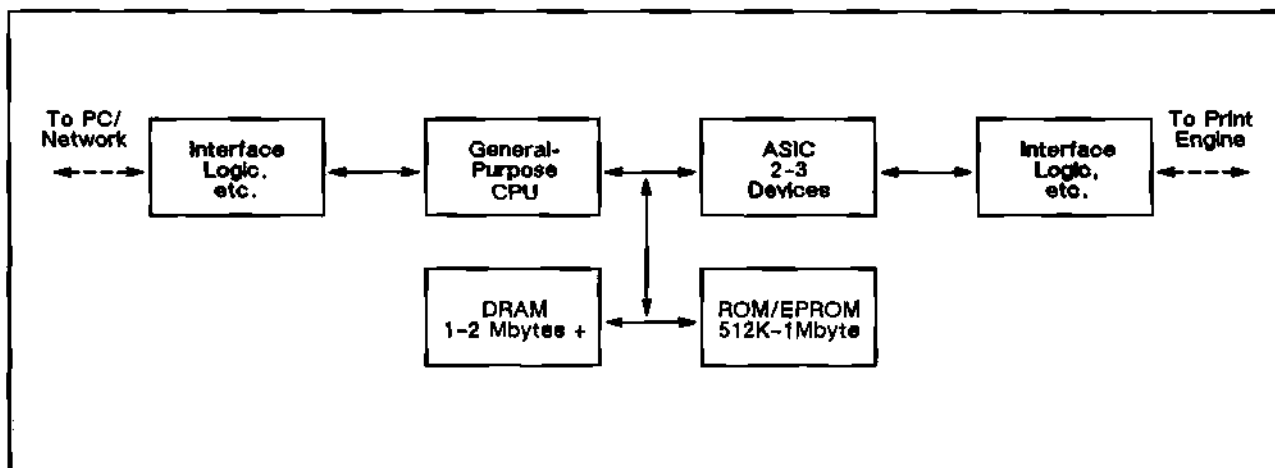 To PC/
Network
Interface
Logic,
etc.
General-
Purpose
CPU
ASIC
2-3
Devices
Interface
Logic,
etc.
To Print
Engine
DRAM
1-2 Mbytes +
ROM/EPROM
512K-1Mbyte